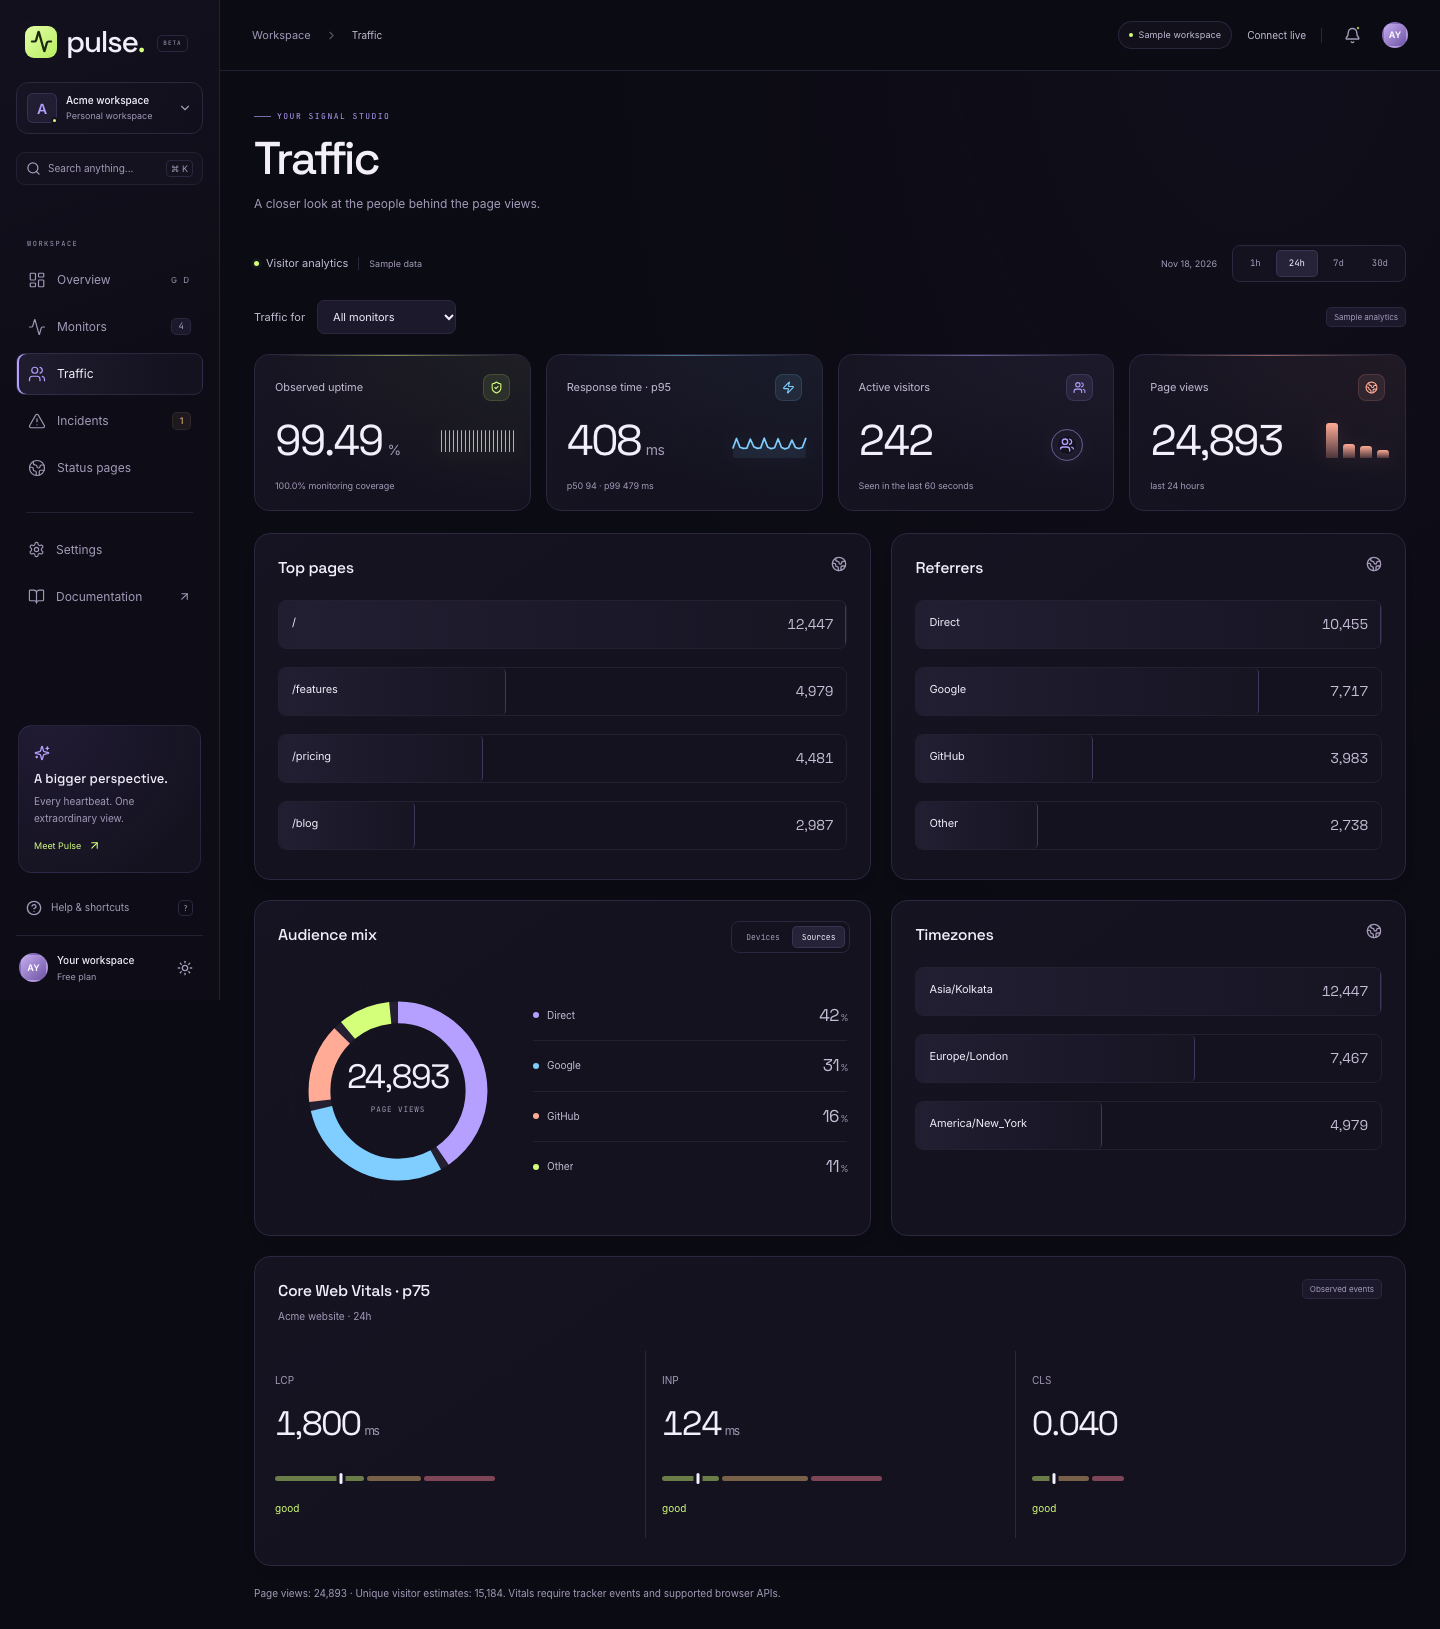 pulse.
BETA
A
Acme workspace
Personal workspace
Search anything...
⌘ K
WORKSPACE
Overview
G D
Monitors
4
Traffic
Incidents
1
Status pages
Settings
Documentation
A bigger perspective.
Every heartbeat. One
extraordinary view.
Meet Pulse
Help & shortcuts
?
AY
Your workspace
Free plan
Workspace
Traffic
Sample workspace
Connect live
AY
YOUR SIGNAL STUDIO
Traffic
A closer look at the people behind the page views.
Visitor analytics
Sample data
Nov 18, 2026
1h
24h
7d
30d
Traffic for
All monitors
Sample analytics
Observed uptime
99.49 %
100.0% monitoring coverage
Response time · p95
408 ms
p50 94 · p99 479 ms
Active visitors
242
Seen in the last 60 seconds
Page views
24,893
last 24 hours
Top pages
/
12,447
/features
4,979
/pricing
4,481
/blog
2,987
Referrers
Direct
10,455
Google
7,717
GitHub
3,983
Other
2,738
Audience mix
Devices
Sources
24,893
PAGE VIEWS
Direct
42%
Google
31%
GitHub
16%
Other
11%
Timezones
Asia/Kolkata
12,447
Europe/London
7,467
America/New_York
4,979
Core Web Vitals · p75
Acme website · 24h
Observed events
LCP
1,800 ms
good
INP
124 ms
good
CLS
0.040
good
Page views: 24,893 · Unique visitor estimates: 15,184. Vitals require tracker events and supported browser APIs.